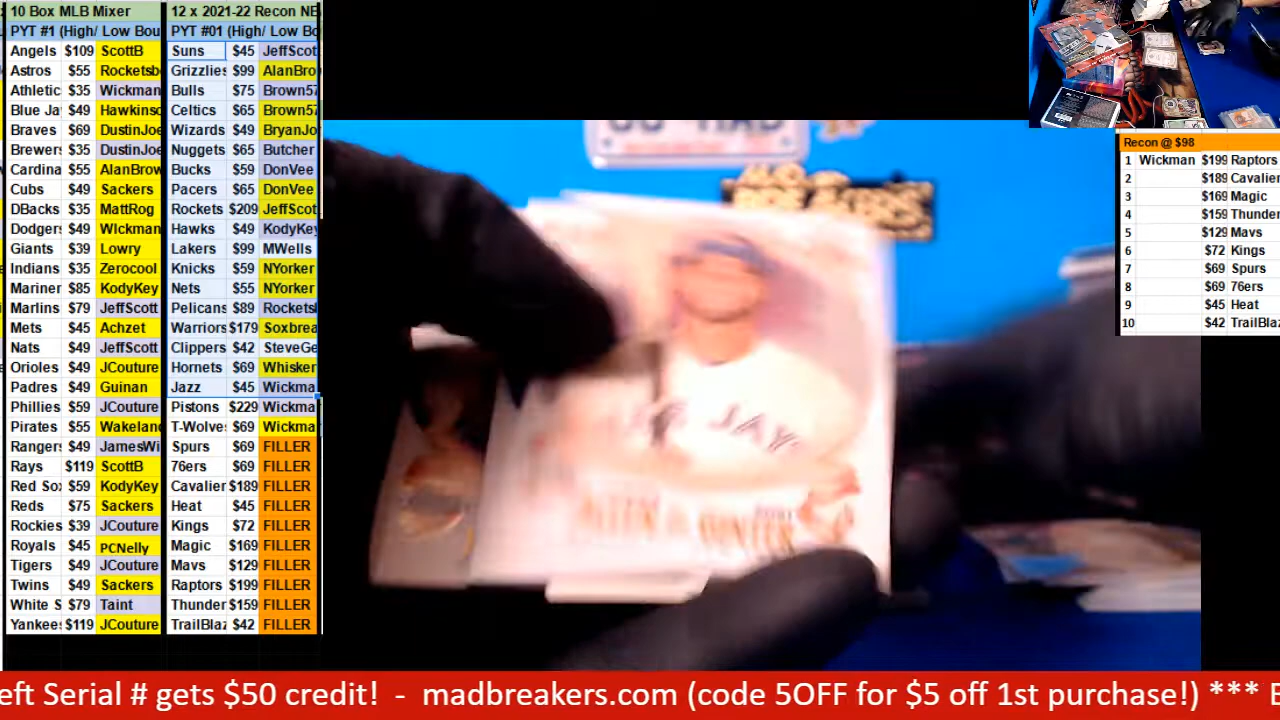 10 Box MLB Mixer
PYT #1 (High/ Low Bou
Angels $109 ScottB
Astros $55 Rocketsb
Athletic $35 Wickman
Blue Ja $49 Hawkins
Braves $69 DustinJoe
Brewers $35 DustinJoe
Cardina $55 AlanBrow
Cubs $49 Sackers
DBacks $35 MattRog
Dodgers $49 WIckman
Giants $39 Lowry
Indians $35 Zerocool
Mariner $85 KodyKey
Marlins $79 JeffScott
Mets $45 Achzet
Nats $49 JeffScott
Orioles $49 JCouture
Padres $49 Guinan
Phillies $59 JCouture
Pirates $55 Wakelan
Rangers $49 JamesWi
Rays $119 ScottB
Red Sox $59 KodyKey
Reds $75 Sackers
Rockies $39 JCouture
Royals $45 PCNelly
Tigers $49 JCouture
Twins $49 Sackers
White S $79 Taint
Yankees $119 JCouture
12 x 2021-22 Recon NB
PYT #01 (High/ Low Bo
Suns $45 JeffScot
Grizzlies $99 AlanBro
Bulls $75 Brown57
Celtics $65 Brown57
Wizards $49 BryanJo
Nuggets $65 Butcher
Bucks $59 DonVee
Pacers $65 DonVee
Rockets $209 JeffScot
Hawks $49 KodyKey
Lakers $99 MWells
Knicks $59 NYorker
Nets $55 NYorker
Pelicans $89 Rockets
Warriors $179 Soxbrea
Clippers $42 SteveGe
Hornets $69 Whisker
Jazz $45 Wickma
Pistons $229 Wickma
T-Wolve $69 Wickma
Spurs $69 FILLER
76ers $69 FILLER
Cavalier $189 FILLER
Heat $45 FILLER
Kings $72 FILLER
Magic $169 FILLER
Mavs $129 FILLER
Raptors $199 FILLER
Thunder $159 FILLER
TrailBlaz $42 FILLER
Recon @ $98
1 Wickman $199 Raptors
2 $189 Cavalier
3 $169 Magic
4 $159 Thunder
5 $129 Mavs
6 $72 Kings
7 $69 Spurs
8 $69 76ers
9 $45 Heat
10 $42 TrailBlaz
eft Serial # gets $50 credit! - madbreakers.com (code 5OFF for $5 off 1st purchase!) *** B